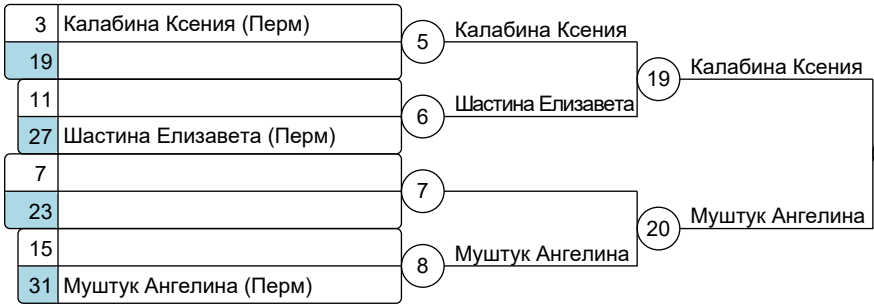 3 Калабина Ксения (Перм)
19
5 Калабина Ксения
11
27 Шастина Елизавета (Перм)
6 Шастина Елизавета
19 Калабина Ксения
7
23
7
15
31 Муштук Ангелина (Перм)
8 Муштук Ангелина
20 Муштук Ангелина